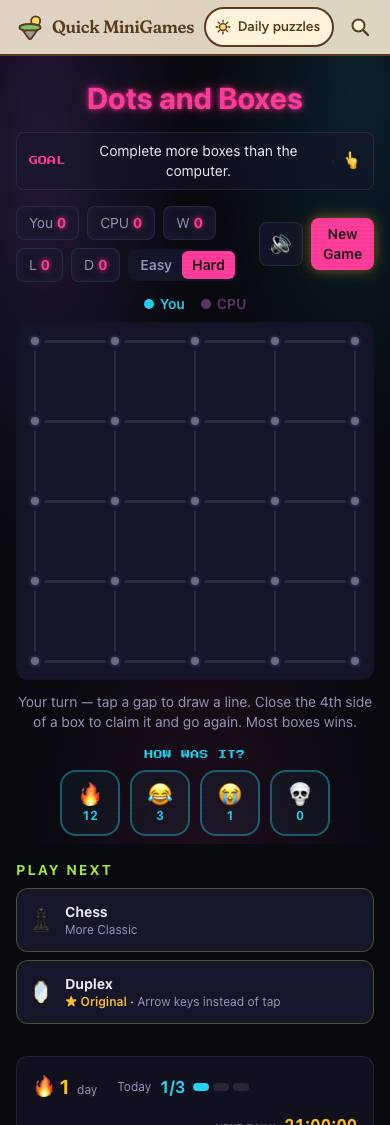 Quick MiniGames
Daily puzzles
Dots and Boxes
GOAL
Complete more boxes than the
computer.
You 0
CPU 0
W 0
L 0
D 0
Easy
Hard
New
Game
You
CPU
Your turn — tap a gap to draw a line. Close the 4th side
of a box to claim it and go again. Most boxes wins.
HOW WAS IT?
12
3
1
0
PLAY NEXT
Chess
More Classic
Duplex
Original · Arrow keys instead of tap
1 day
Today 1/3
21:00:00